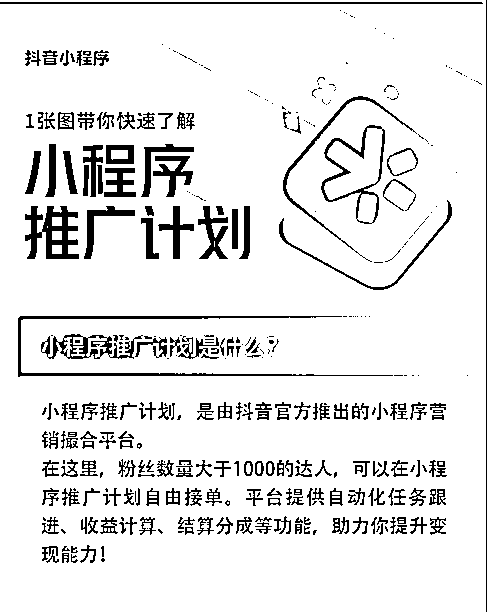 抖音小程序
1张图带你快速了解
小程序
推广计划
小程序推广计划是什么?
小程序推广计划，是由抖音官方推出的小程序营
销撮合平台。
在这里，粉丝数量大于1000的达人，可以在小程
序推广计划自由接单。平台提供自动化任务跟
进、收益计算、结算分成等功能，助力你提升变
现能力！